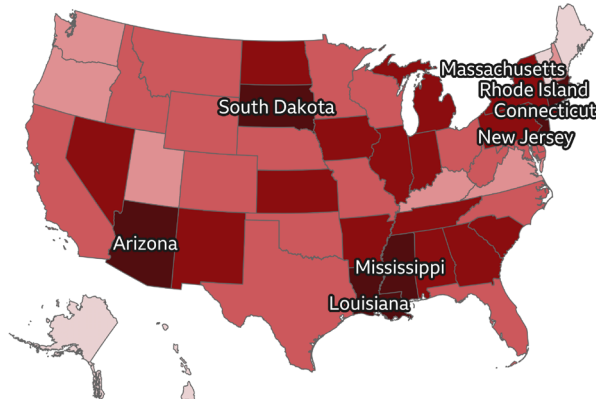 Massachusetts
Rhode Island
South Dakota
Connecticut
New Jersey
Arizona
Mississippi
Louisiana